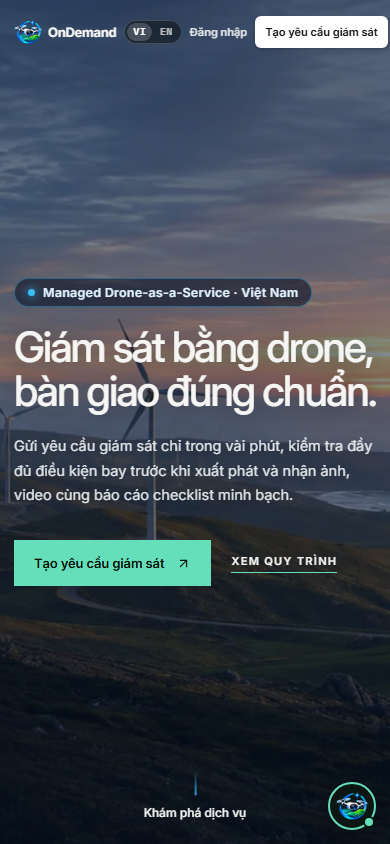 OnDemand
VI EN
Đăng nhập
Tạo yêu cầu giám sát
Managed Drone-as-a-Service · Việt Nam
Giám sát bằng drone,
bàn giao đúng chuẩn.
Gửi yêu cầu giám sát chỉ trong vài phút, kiểm tra đầy
đủ điều kiện bay trước khi xuất phát và nhận ảnh,
video cùng báo cáo checklist minh bạch.
Tạo yêu cầu giám sát
XEM QUY TRÌNH
Khám phá dịch vụ